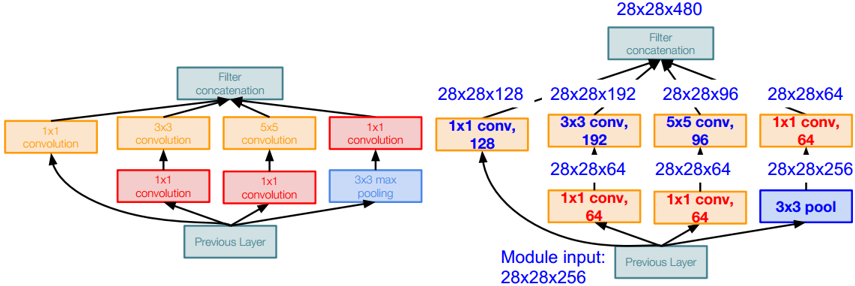 Filter
concatenation
1x1
convolution
3x3
convolution
5x5
convolution
1x1
convolution
1x1
convolution
1x1
convolution
3x3 max
pooling
Previous Layer
28x28x480
Filter
concatenation
28x28x128
28x28x192
28x28x96
28x28x64
1x1 conv,
128
3x3 conv,
192
5x5 conv,
96
1x1 conv,
64
28x28x64
28x28x64
28x28x256
1x1 conv,
64
1x1 conv,
64
3x3 pool
Module input:
28x28x256
Previous Layer